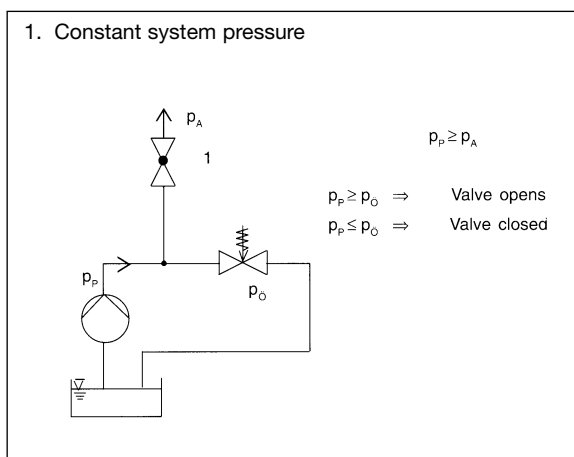 1. Constant system pressure
p_A
1
p_P ≥ p_A
p_P ≥ p_Ö ⇒ Valve opens
p_P ≤ p_Ö ⇒ Valve closed
p_P
p_Ö